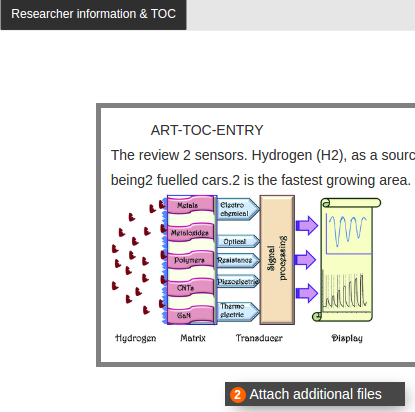 Researcher information & TOC
ART-TOC-ENTRY
The review 2 sensors. Hydrogen (H2), as a sourc
being2 fuelled cars.2 is the fastest growing area.
Metals
Electro
chemical
Metaloxides
Optical
Polymers
Resistance
CNTs
Piezoelectric
GaN
Thermo
electric
Signal
processing
Hydrogen
Matrix
Transducer
Display
2 Attach additional files